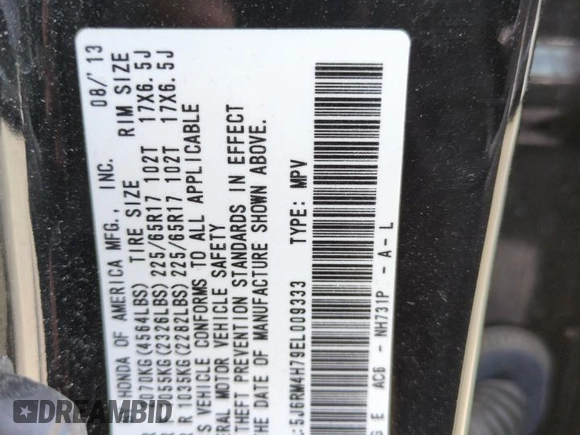 HONDA OF AMERICA MFG., INC. 08/'13
TIRE SIZE RIM SIZE
070KG(4564LBS)
R 055KG(2326LBS) 225/65R17 102T 17X6.5J
R 1035KG(2282LBS) 225/65R17 102T 17X6.5J
S VEHICLE CONFORMS TO ALL APPLICABLE
ERAL MOTOR VEHICLE SAFETY
THEFT PREVENTION STANDARDS IN EFFECT
DATE OF MANUFACTURE SHOWN ABOVE.
:5J6RM4H79EL009333 TYPE: MPV
G E AC6 - NH731P - A - L
DREAMBID